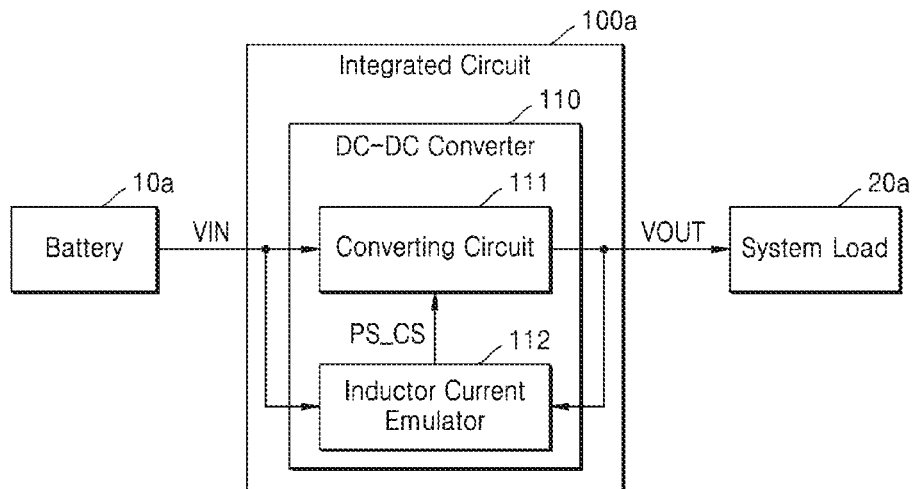 100a
Integrated Circuit
110
DC-DC Converter
10a
111
20a
Battery
VIN
Converting Circuit
VOUT
System Load
PS_CS
112
Inductor Current
Emulator